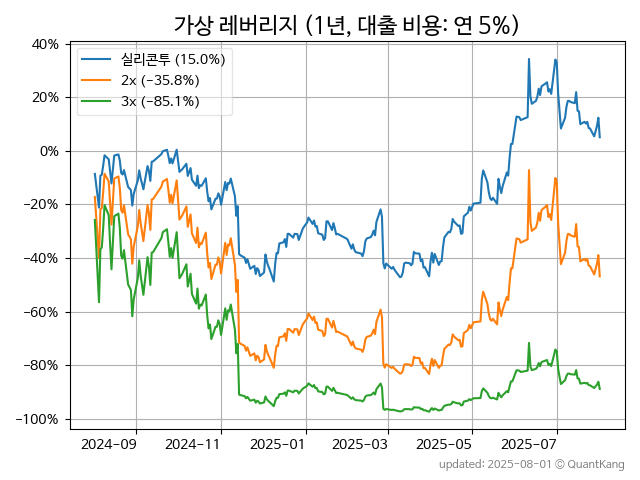 가상 레버리지 (1년, 대출 비용: 연 5%)
실리콘투 (15.0%)
2x (−35.8%)
3x (−85.1%)
40%
20%
0%
−20%
−40%
−60%
−80%
−100%
2024-09 2024-11 2025-01 2025-03 2025-05 2025-07
updated: 2025-08-01 © QuantKang